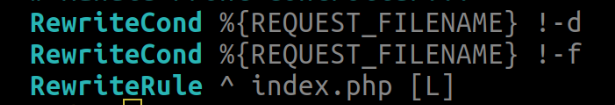 RewriteCond %{REQUEST_FILENAME} !-d
RewriteCond %{REQUEST_FILENAME} !-f
RewriteRule ^ index.php [L]